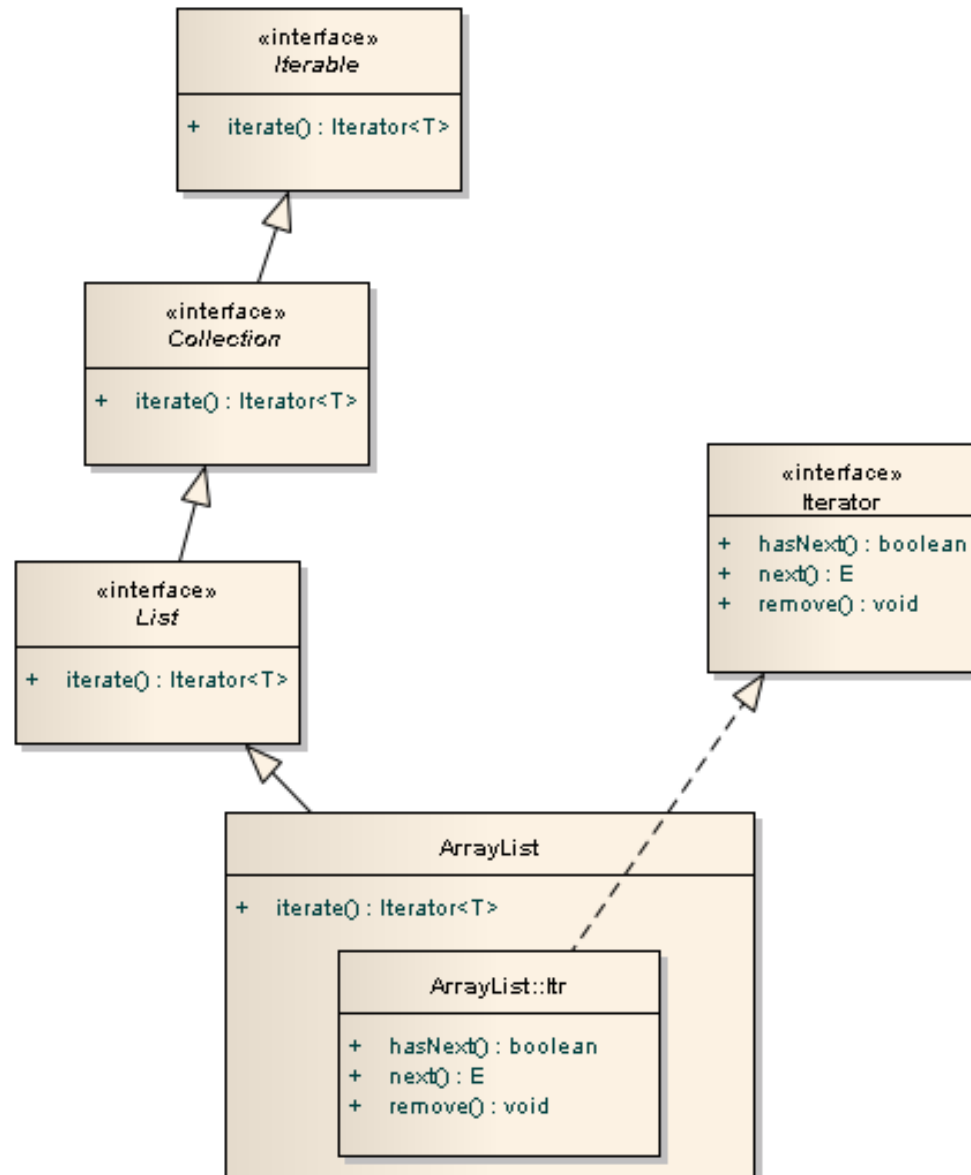 «interface»
Iterable
+ iterate() : Iterator<T>
«interface»
Collection
+ iterate() : Iterator<T>
«interface»
Iterator
+ hasNext() : boolean
+ next() : E
+ remove() : void
«interface»
List
+ iterate() : Iterator<T>
ArrayList
+ iterate() : Iterator<T>
ArrayList::Itr
+ hasNext() : boolean
+ next() : E
+ remove() : void